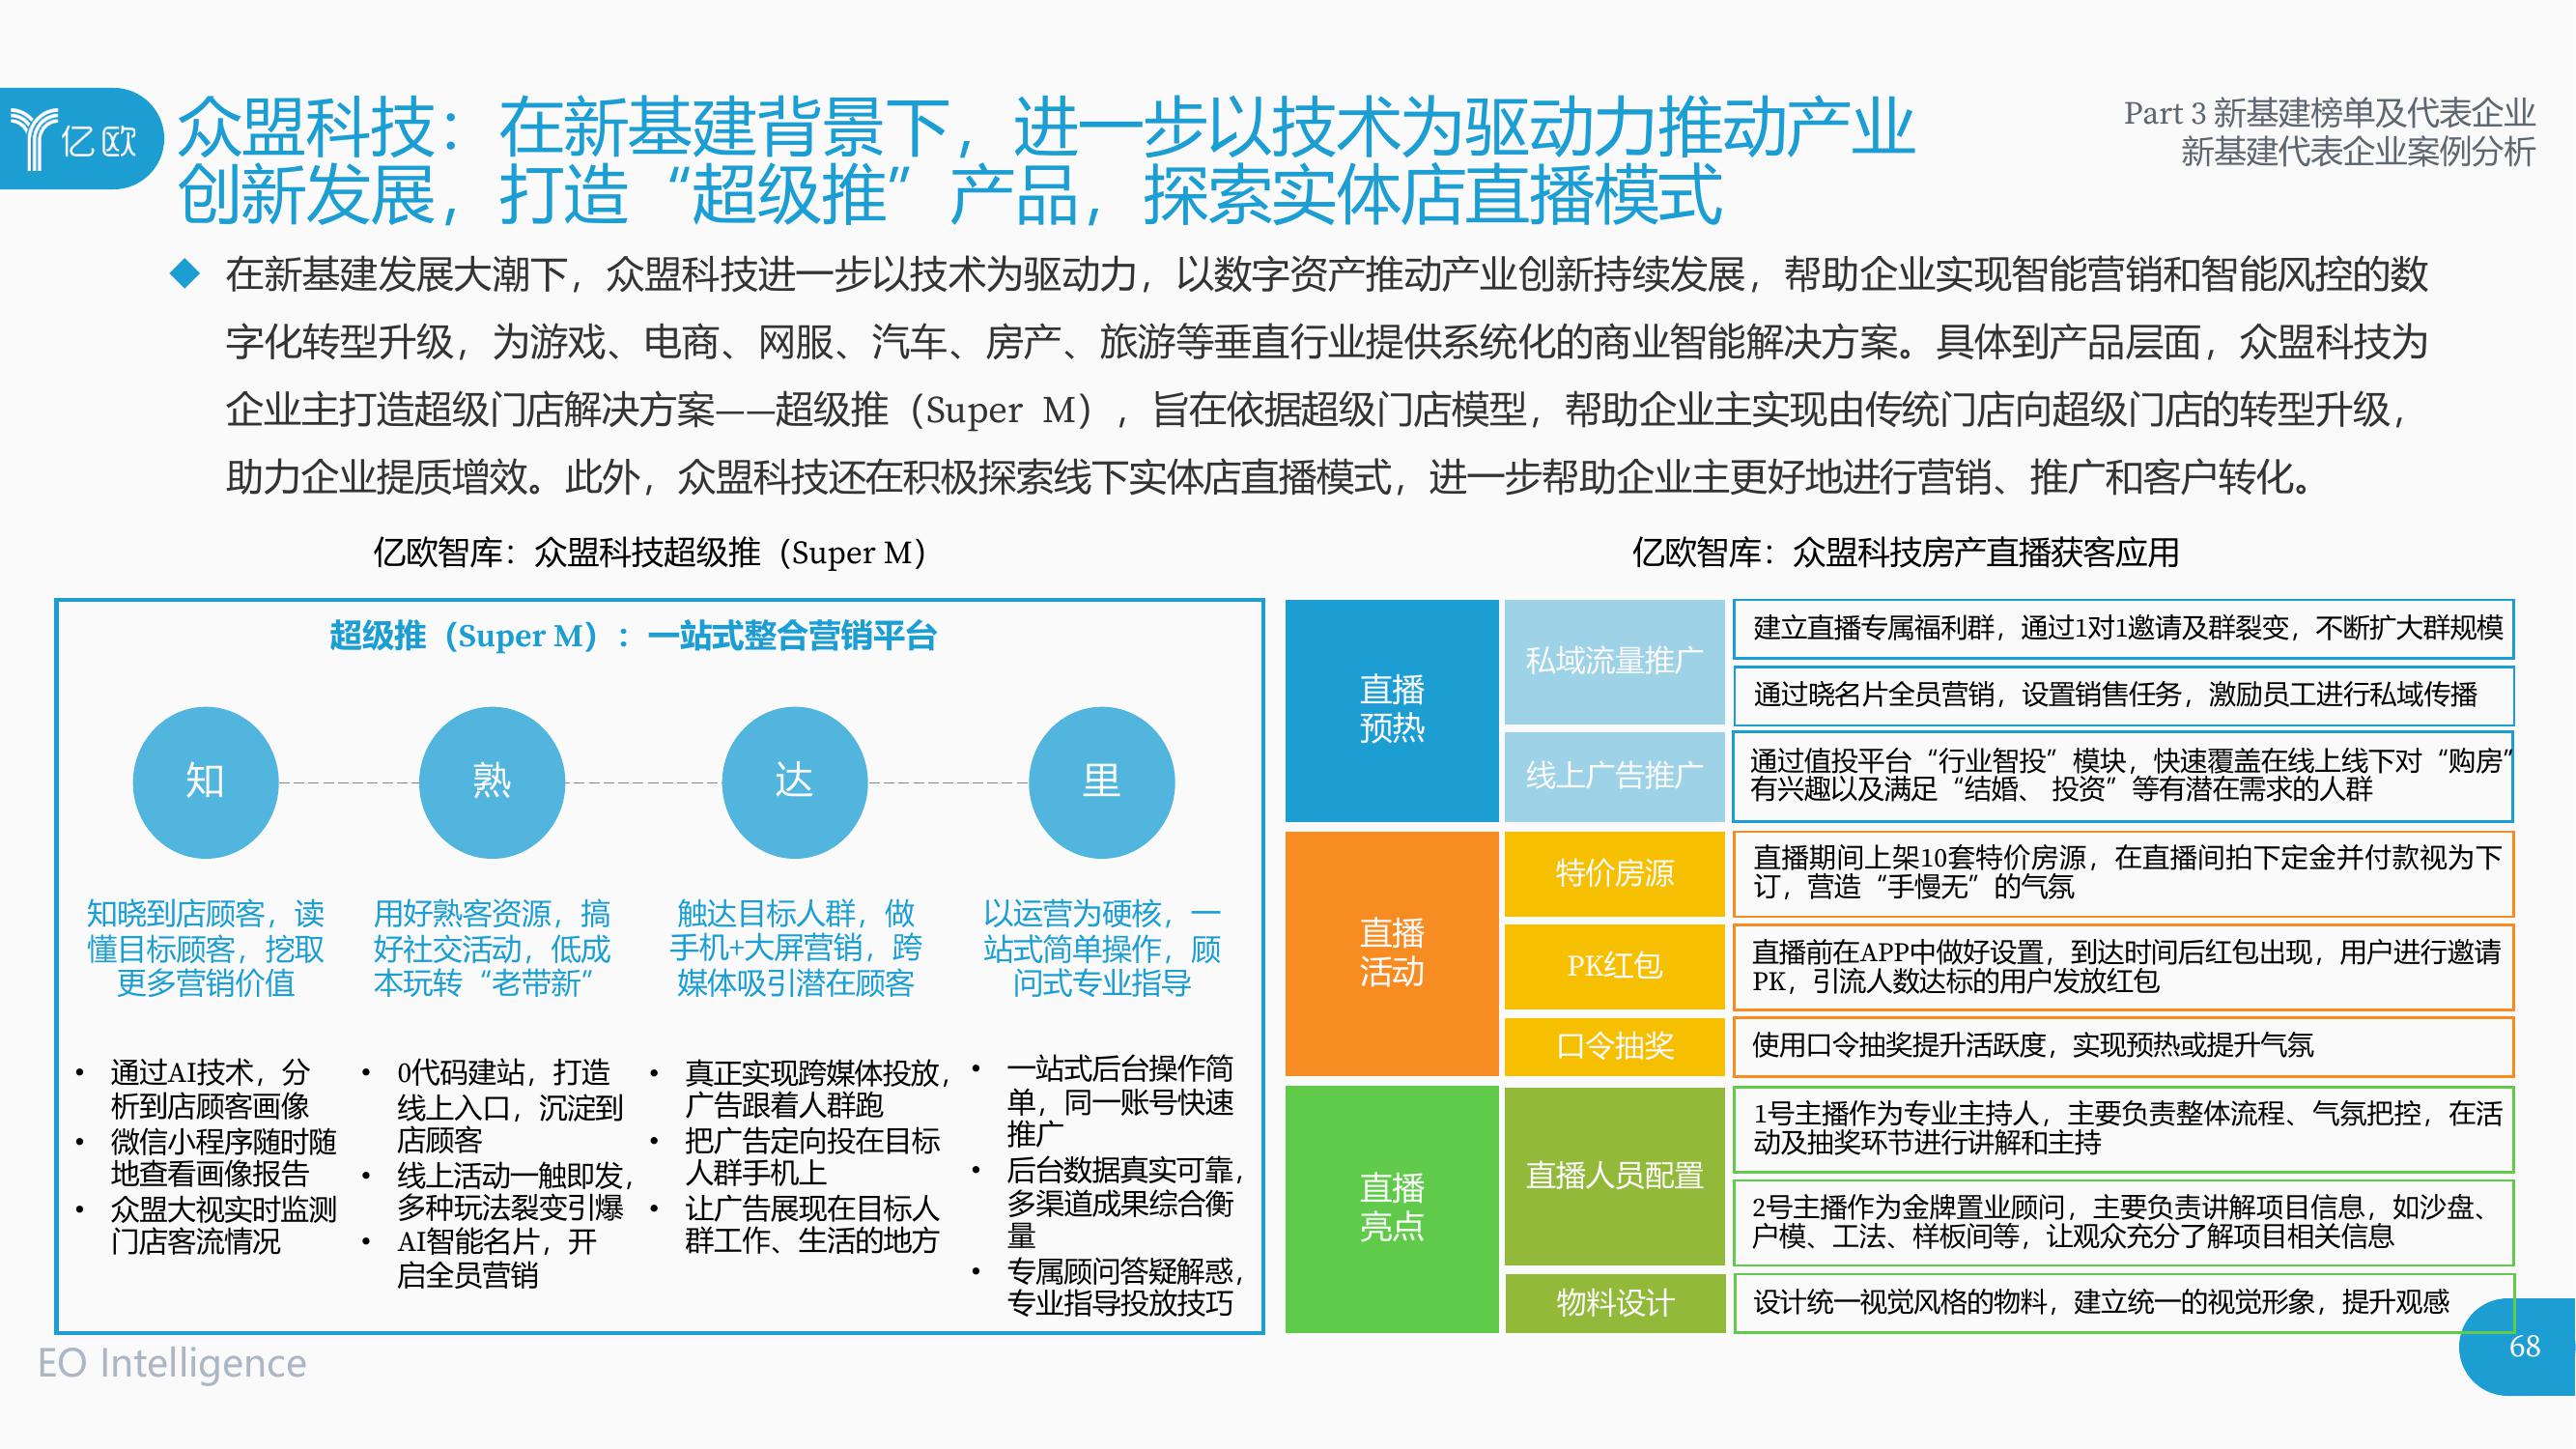 亿欧
众盟科技：在新基建背景下，进一步以技术为驱动力推动产业
创新发展，打造“超级推”产品，探索实体店直播模式
Part 3 新基建榜单及代表企业
新基建代表企业案例分析
在新基建发展大潮下，众盟科技进一步以技术为驱动力，以数字资产推动产业创新持续发展，帮助企业实现智能营销和智能风控的数
字化转型升级，为游戏、电商、网服、汽车、房产、旅游等垂直行业提供系统化的商业智能解决方案。具体到产品层面，众盟科技为
企业主打造超级门店解决方案——超级推（Super M），旨在依据超级门店模型，帮助企业主实现由传统门店向超级门店的转型升级，
助力企业提质增效。此外，众盟科技还在积极探索线下实体店直播模式，进一步帮助企业主更好地进行营销、推广和客户转化。
亿欧智库：众盟科技超级推（Super M）
超级推（Super M）：一站式整合营销平台
知
熟
达
里
知晓到店顾客，读
懂目标顾客，挖取
更多营销价值
用好熟客资源，搞
好社交活动，低成
本玩转“老带新”
触达目标人群，做
手机+大屏营销，跨
媒体吸引潜在顾客
以运营为硬核，一
站式简单操作，顾
问式专业指导
• 通过AI技术，分
析到店顾客画像
• 微信小程序随时随
地查看画像报告
• 众盟大视实时监测
门店客流情况
• 0代码建站，打造
线上入口，沉淀到
店顾客
• 线上活动一触即发，
多种玩法裂变引爆
• AI智能名片，开
启全员营销
• 真正实现跨媒体投放，
广告跟着人群跑
• 把广告定向投在目标
人群手机上
• 让广告展现在目标人
群工作、生活的地方
• 一站式后台操作简
单，同一账号快速
推广
• 后台数据真实可靠，
多渠道成果综合衡
量
• 专属顾问答疑解惑，
专业指导投放技巧
亿欧智库：众盟科技房产直播获客应用
直播
预热
私域流量推广
建立直播专属福利群，通过1对1邀请及群裂变，不断扩大群规模
通过晓名片全员营销，设置销售任务，激励员工进行私域传播
线上广告推广
通过值投平台“行业智投”模块，快速覆盖在线上线下对“购房”
有兴趣以及满足“结婚、 投资”等有潜在需求的人群
直播
活动
特价房源
直播期间上架10套特价房源，在直播间拍下定金并付款视为下
订，营造“手慢无”的气氛
PK红包
直播前在APP中做好设置，到达时间后红包出现，用户进行邀请
PK，引流人数达标的用户发放红包
口令抽奖
使用口令抽奖提升活跃度，实现预热或提升气氛
直播
亮点
直播人员配置
1号主播作为专业主持人，主要负责整体流程、气氛把控，在活
动及抽奖环节进行讲解和主持
2号主播作为金牌置业顾问，主要负责讲解项目信息，如沙盘、
户模、工法、样板间等，让观众充分了解项目相关信息
物料设计
设计统一视觉风格的物料，建立统一的视觉形象，提升观感
EO Intelligence
68